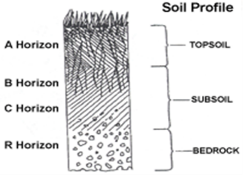 Soil Profile
A Horizon
TOPSOIL
B Horizon
SUBSOIL
C Horizon
R Horizon
BEDROCK